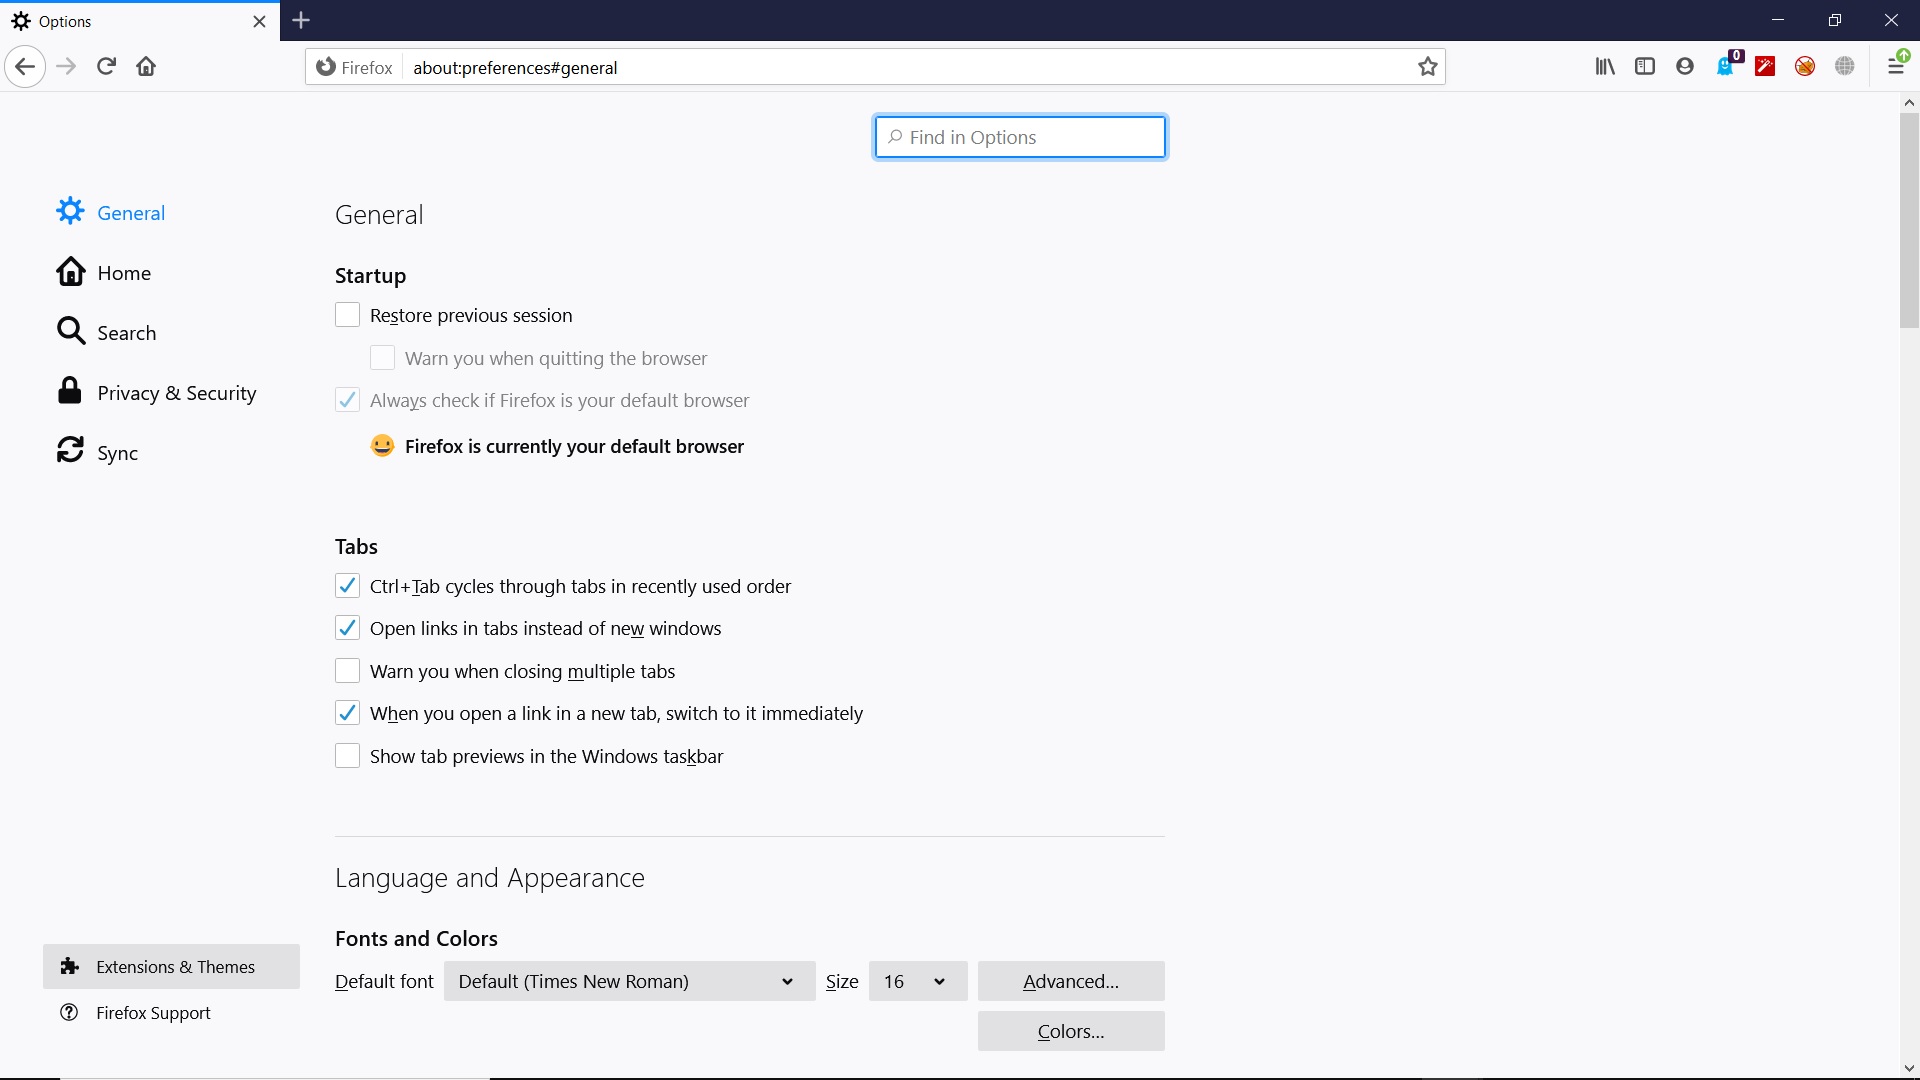 Options
Firefox about:preferences#general
0
Find in Options
General
Home
Search
Privacy & Security
Sync
Extensions & Themes
Firefox Support
General
Startup
Restore previous session
Warn you when quitting the browser
Always check if Firefox is your default browser
Firefox is currently your default browser
Tabs
Ctrl+Tab cycles through tabs in recently used order
Open links in tabs instead of new windows
Warn you when closing multiple tabs
When you open a link in a new tab, switch to it immediately
Show tab previews in the Windows taskbar
Language and Appearance
Fonts and Colors
Default font Default (Times New Roman) Size 16 Advanced...
Colors...